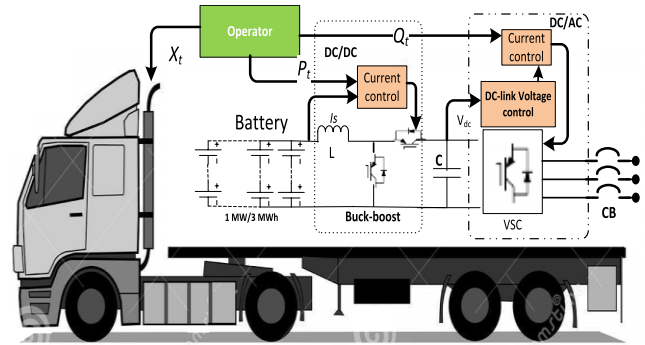 Operator
DC/AC
X_t
Q_t
DC/DC
Current
control
P_t
Current
control
DC-link Voltage
control
Battery
Is
V_dc
L
C
1 MW/3 MWh
Buck-boost
VSC
CB